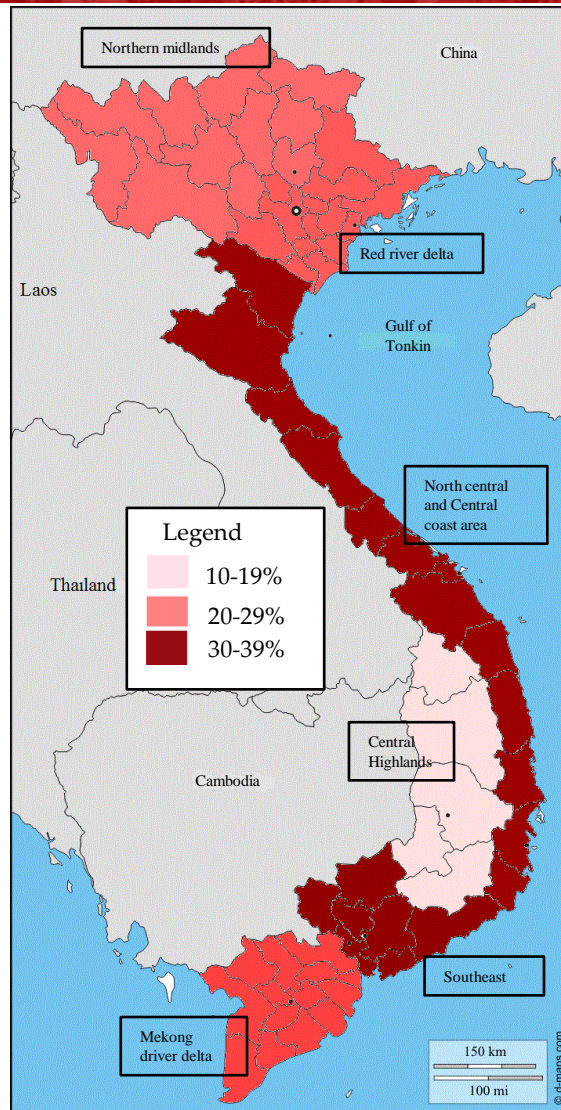 Northern midlands
China
Red river delta
Laos
Gulf of
Tonkin
North central
and Central
coast area
Legend
10-19%
20-29%
30-39%
Thailand
Central
Highlands
Cambodia
Southeast
Mekong
driver delta
150 km
100 mi
© d-maps.com